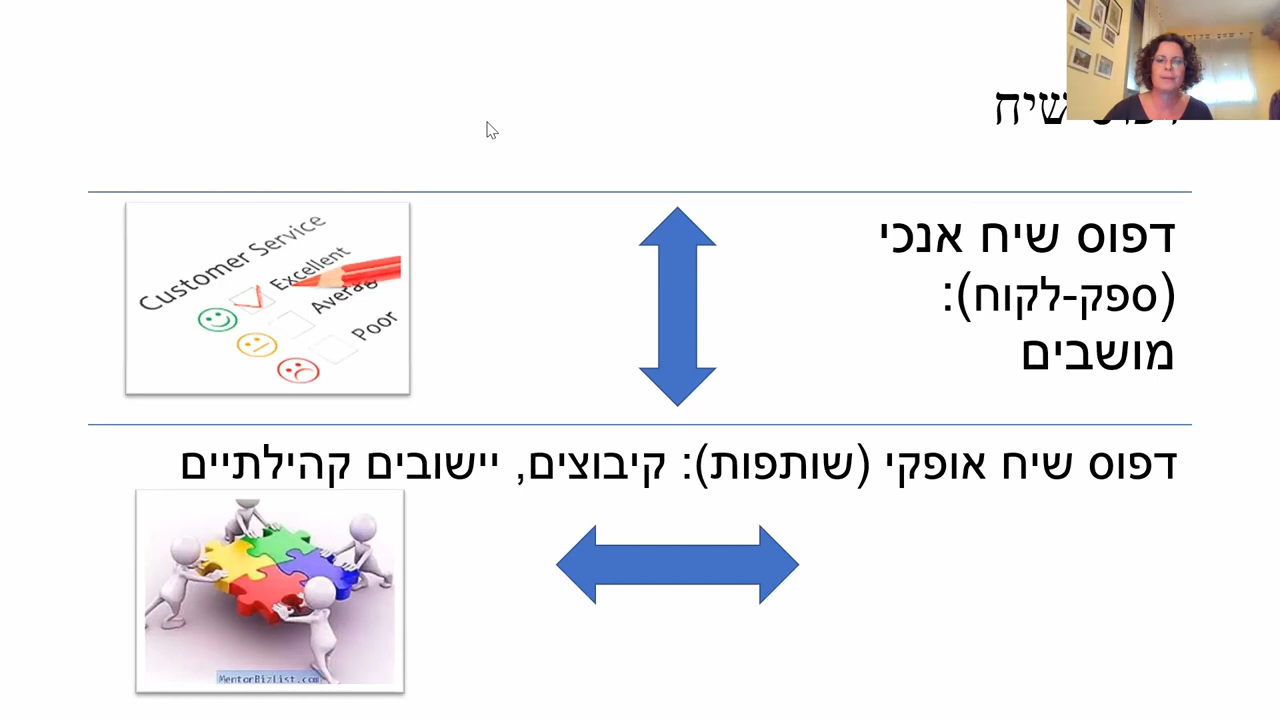 שיח
דפוס שיח אנכי
(ספק-לקוח):
מושבים
Customer Service
Excellent
Average
Poor
דפוס שיח אופקי (שותפות): קיבוצים, יישובים קהילתיים
MentorBizList.com